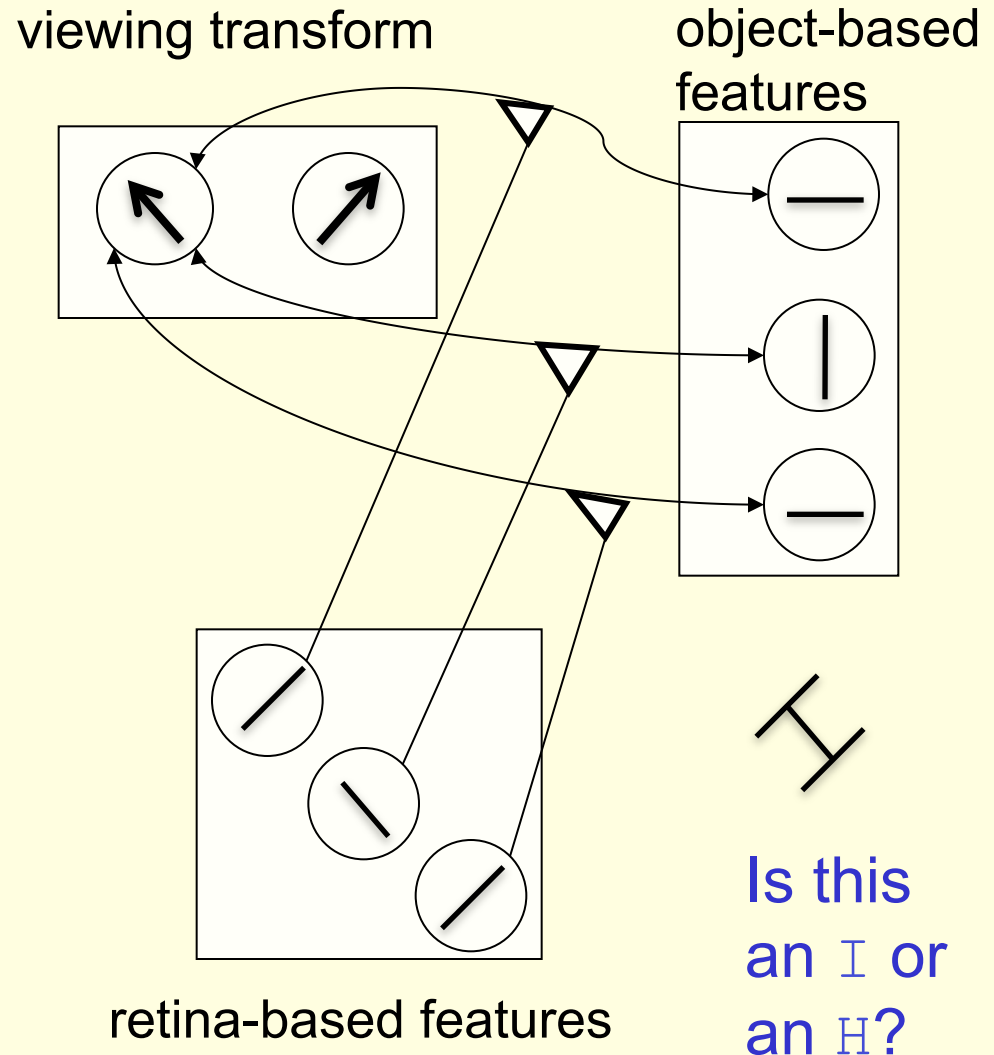 viewing transform
object-based
features
retina-based features
Is this
an I or
an H?